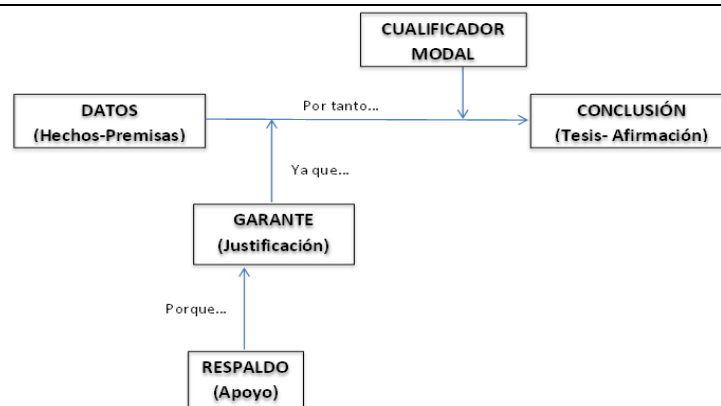 CUALIFICADOR
MODAL
Por tanto...
DATOS
(Hechos-Premisas)
CONCLUSIÓN
(Tesis- Afirmación)
Ya que...
GARANTE
(Justificación)
Porque...
RESPALDO
(Apoyo)